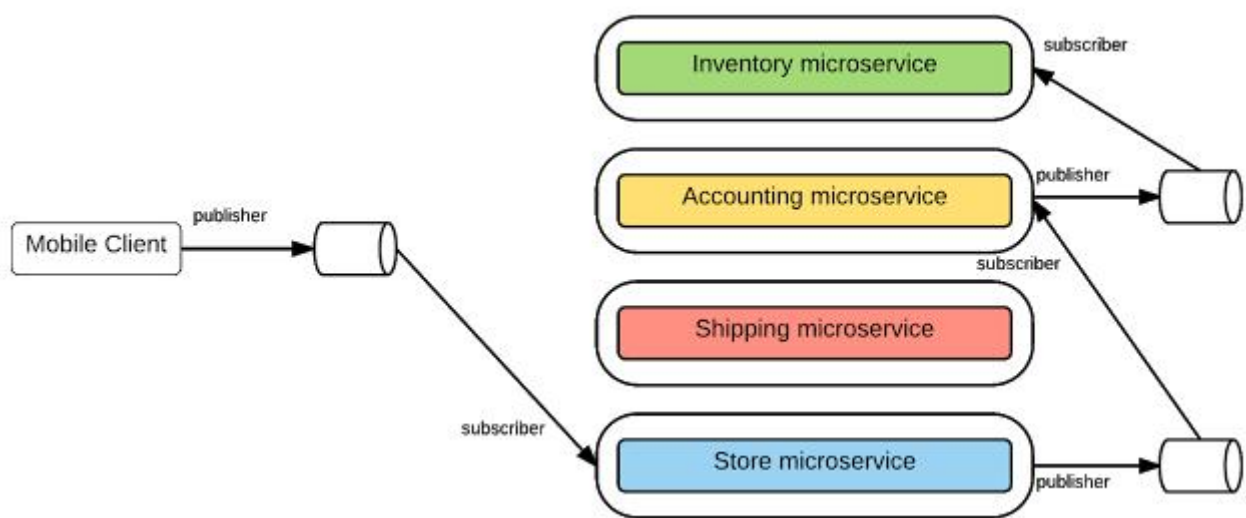 Inventory microservice
subscriber
Accounting microservice
publisher
publisher
Mobile Client
subscriber
Shipping microservice
subscriber
Store microservice
publisher